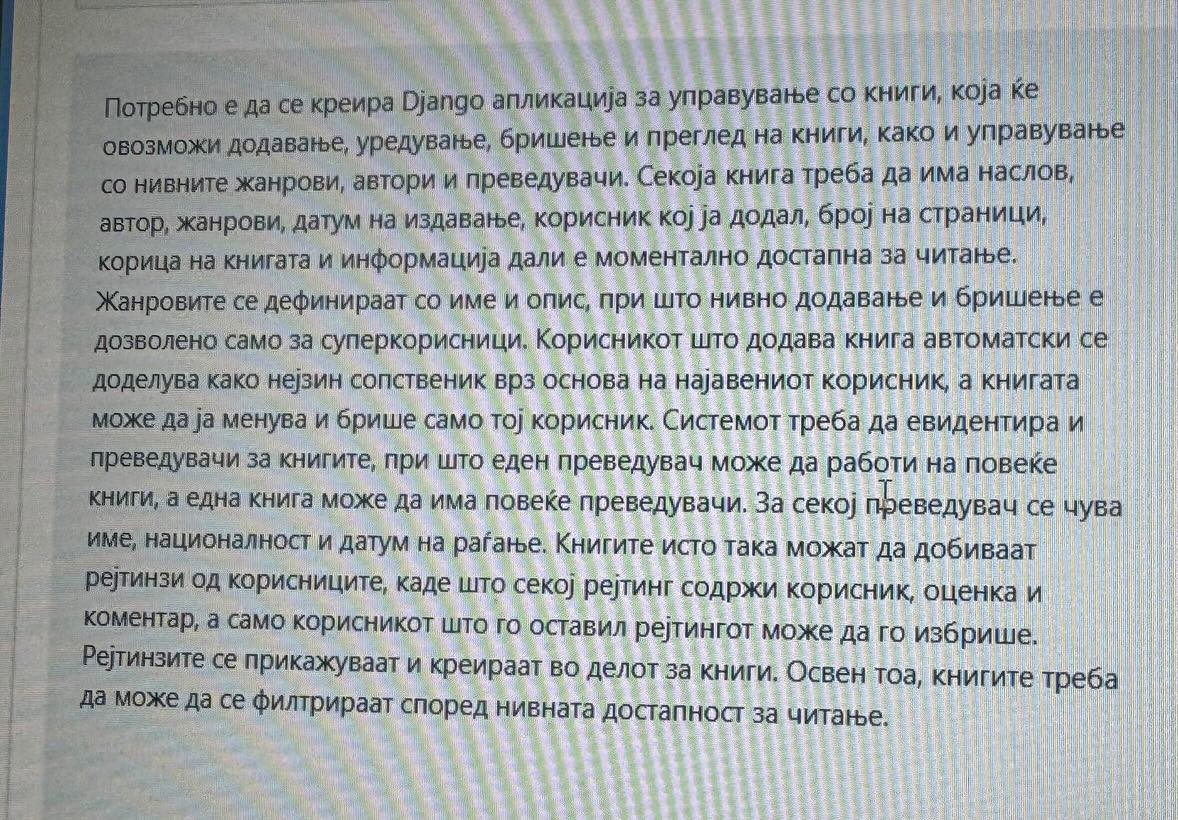 Потребно е да се креира Django апликација за управување со книги, која ќе
овозможи додавање, уредување, бришење и преглед на книги, како и управување
со нивните жанрови, автори и преведувачи. Секоја книга треба да има наслов,
автор, жанрови, датум на издавање, корисник кој ја додал, број на страници,
корица на книгата и информација дали е моментално достапна за читање.
Жанровите се дефинираат со име и опис, при што нивно додавање и бришење е
дозволено само за суперкорисници. Корисникот што додава книга автоматски се
доделува како нејзин сопственик врз основа на најавениот корисник, а книгата
може да ја менува и брише само тој корисник. Системот треба да евидентира и
преведувачи за книгите, при што еден преведувач може да работи на повеќе
книги, а една книга може да има повеќе преведувачи. За секој преведувач се чува
име, националност и датум на раѓање. Книгите исто така можат да добиваат
рејтинзи од корисниците, каде што секој рејтинг содржи корисник, оценка и
коментар, а само корисникот што го оставил рејтингот може да го избрише.
Рејтинзите се прикажуваат и креираат во делот за книги. Освен тоа, книгите треба
да може да се филтрираат според нивната достапност за читање.